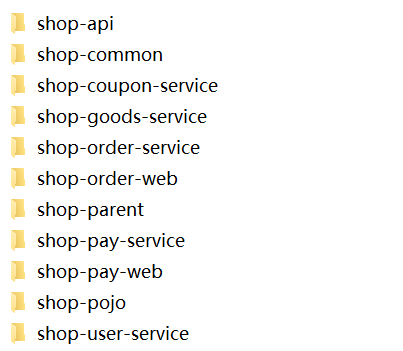 shop-api
shop-common
shop-coupon-service
shop-goods-service
shop-order-service
shop-order-web
shop-parent
shop-pay-service
shop-pay-web
shop-pojo
shop-user-service